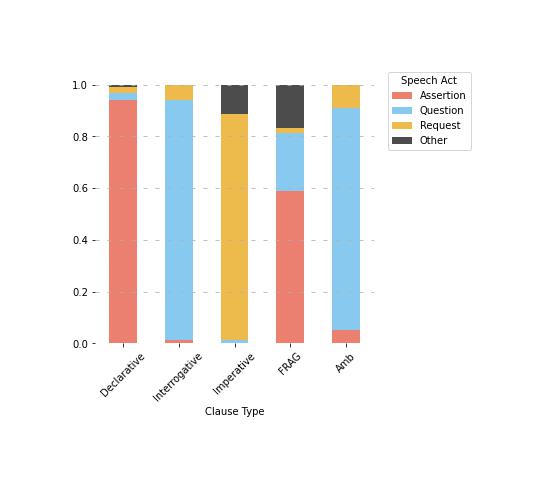 Speech Act
Assertion
Question
Request
Other
1.0
0.8
0.6
0.4
0.2
0.0
Declarative
Interrogative
Imperative
FRAG
Amb
Clause Type